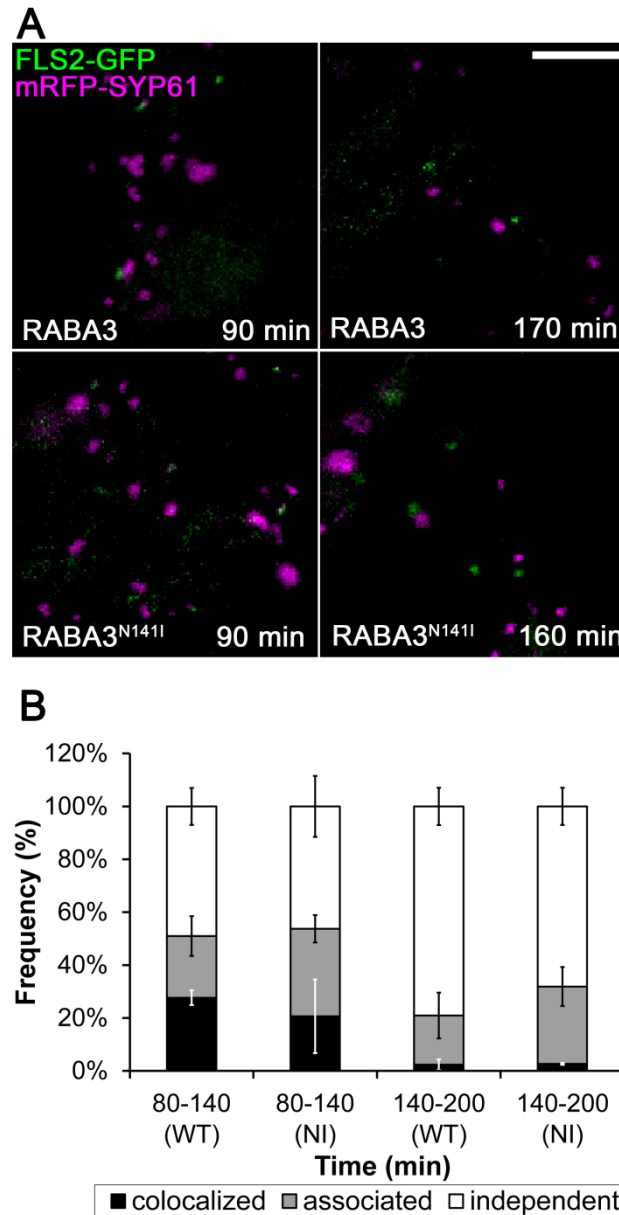 A
FLS2-GFP
mRFP-SYP61
RABA3 90 min
RABA3 170 min
RABA3N141I 90 min
RABA3N141I 160 min
B
120%
100%
80%
60%
40%
20%
0%
Frequency (%)
80-140 80-140 140-200 140-200
(WT) (NI) (WT) (NI)
Time (min)
colocalized associated independent